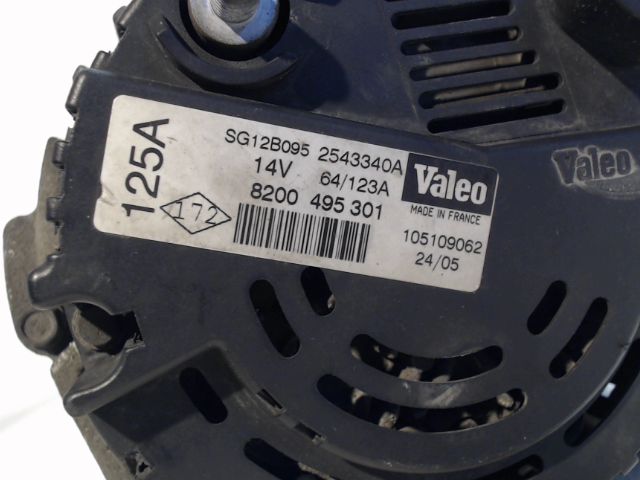 125A
172
SG12B095 2543340A
14V 64/123A
8200 495 301
Valeo
MADE IN FRANCE
105109062
24/05
Valeo